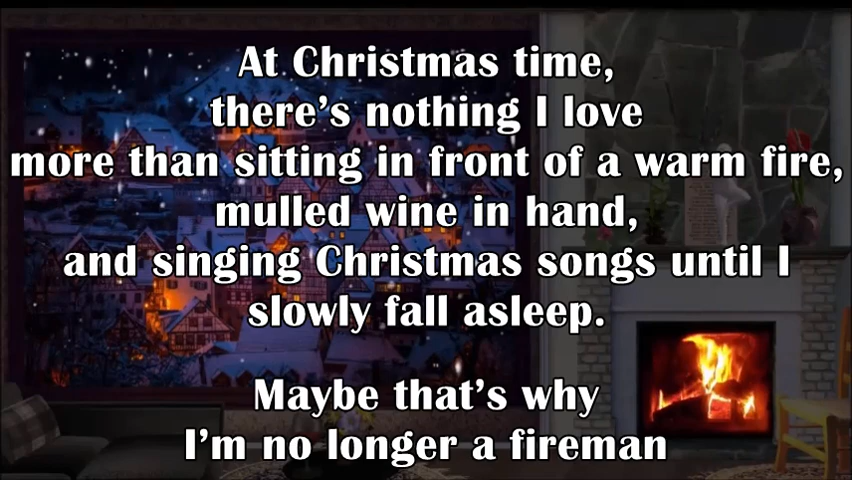 At Christmas time,
there's nothing I love
more than sitting in front of a warm fire,
mulled wine in hand,
and singing Christmas songs until I
slowly fall asleep.
Maybe that's why
I'm no longer a fireman